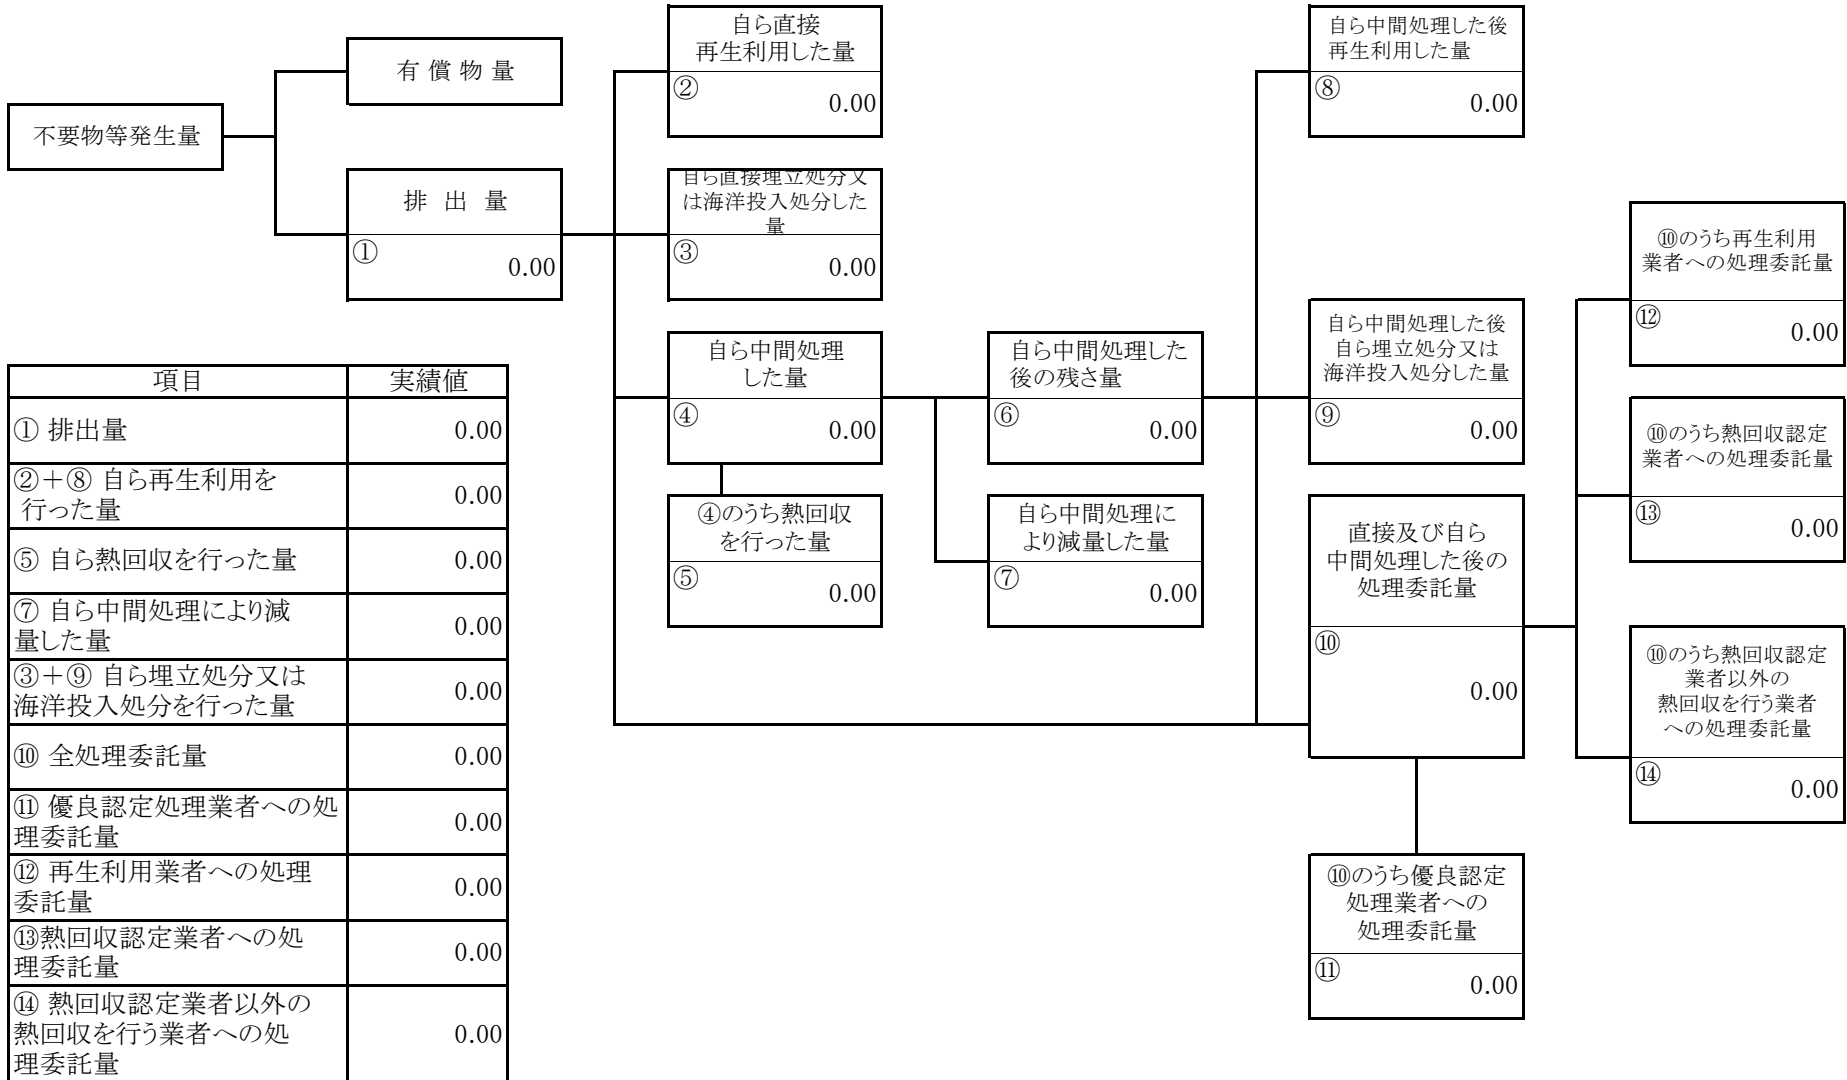 不要物等発生量
有償物量
排出量
①
0.00
自ら直接
再生利用した量
②
0.00
自ら直接埋立処分又
は海洋投入処分した
量
③
0.00
自ら中間処理
した量
④
0.00
④のうち熱回収
を行った量
⑤
0.00
自ら中間処理した
後の残さ量
⑥
0.00
自ら中間処理に
より減量した量
⑦
0.00
自ら中間処理した後
再生利用した量
⑧
0.00
自ら中間処理した後
自ら埋立処分又は
海洋投入処分した量
⑨
0.00
直接及び自ら
中間処理した後の
処理委託量
⑩
0.00
⑩のうち優良認定
処理業者への
処理委託量
⑪
0.00
⑩のうち再生利用
業者への処理委託量
⑫
0.00
⑩のうち熱回収認定
業者への処理委託量
⑬
0.00
⑩のうち熱回収認定
業者以外の
熱回収を行う業者
への処理委託量
⑭
0.00
項目 実績値
① 排出量 0.00
②+⑧ 自ら再生利用を
行った量 0.00
⑤ 自ら熱回収を行った量 0.00
⑦ 自ら中間処理により減
量した量 0.00
③+⑨ 自ら埋立処分又は
海洋投入処分を行った量 0.00
⑩ 全処理委託量 0.00
⑪ 優良認定処理業者への処
理委託量 0.00
⑫ 再生利用業者への処理
委託量 0.00
⑬熱回収認定業者への処
理委託量 0.00
⑭ 熱回収認定業者以外の
熱回収を行う業者への処
理委託量 0.00